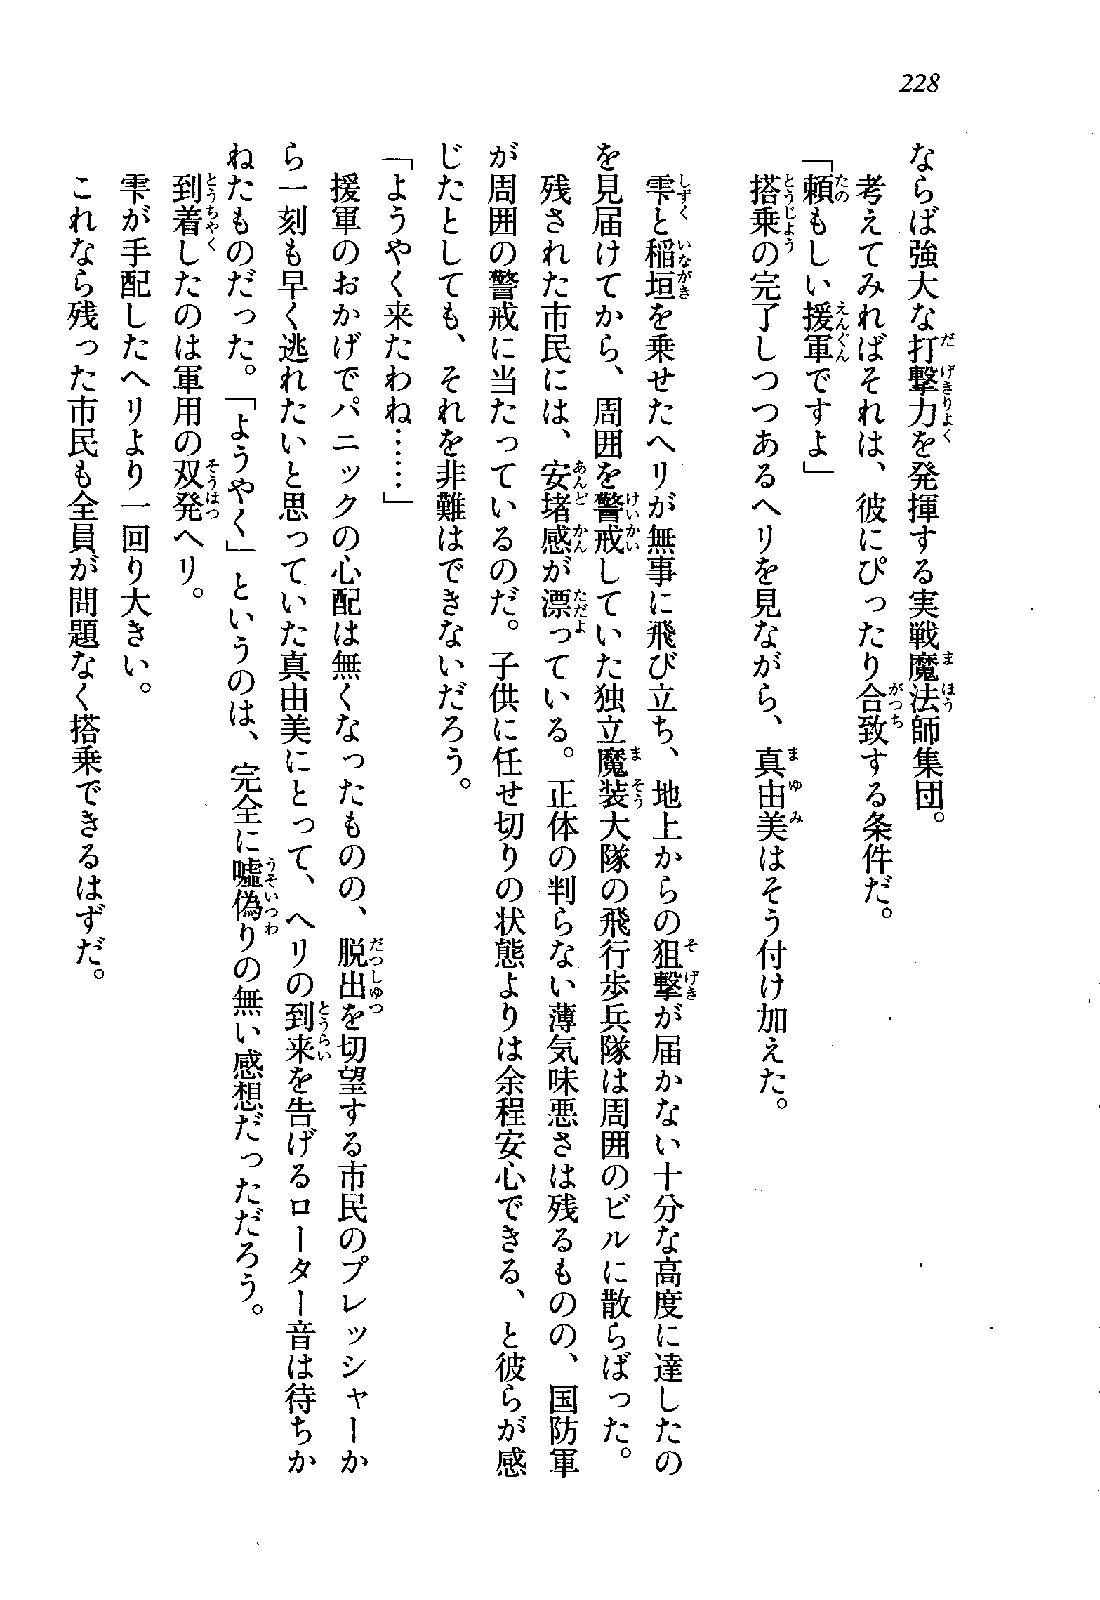 228
ならば強大な打撃力を発揮する実戦魔法師集団。
考えてみればそれは、彼にぴったり合致する条件だ。
「頼もしい援軍ですよ」
搭乗の完了しつつあるヘリを見ながら、真由美はそう付け加えた。
雫と稲垣を乗せたヘリが無事に飛び立ち、地上からの狙撃が届かない十分な高度に達したの
を見届けてから、周囲を警戒していた独立魔装大隊の飛行歩兵隊は周囲のビルに散らばった。
残された市民には、安堵感が漂っている。正体の判らない薄気味悪さは残るものの、国防軍
が周囲の警戒に当たっているのだ。子供に任せ切りの状態よりは余程安心できる、と彼らが感
じたとしても、それを非難はできないだろう。
「ようやく来たわね……」
援軍のおかげでパニックの心配は無くなったものの、脱出を切望する市民のプレッシャーか
ら一刻も早く逃れたいと思っていた真由美にとって、ヘリの到来を告げるローター音は待ちか
ねたものだった。「ようやく」というのは、完全に嘘偽りの無い感想だっただろう。
到着したのは軍用の双発ヘリ。
雫が手配したヘリより一回り大きい。
これなら残った市民も全員が問題なく搭乗できるはずだ。